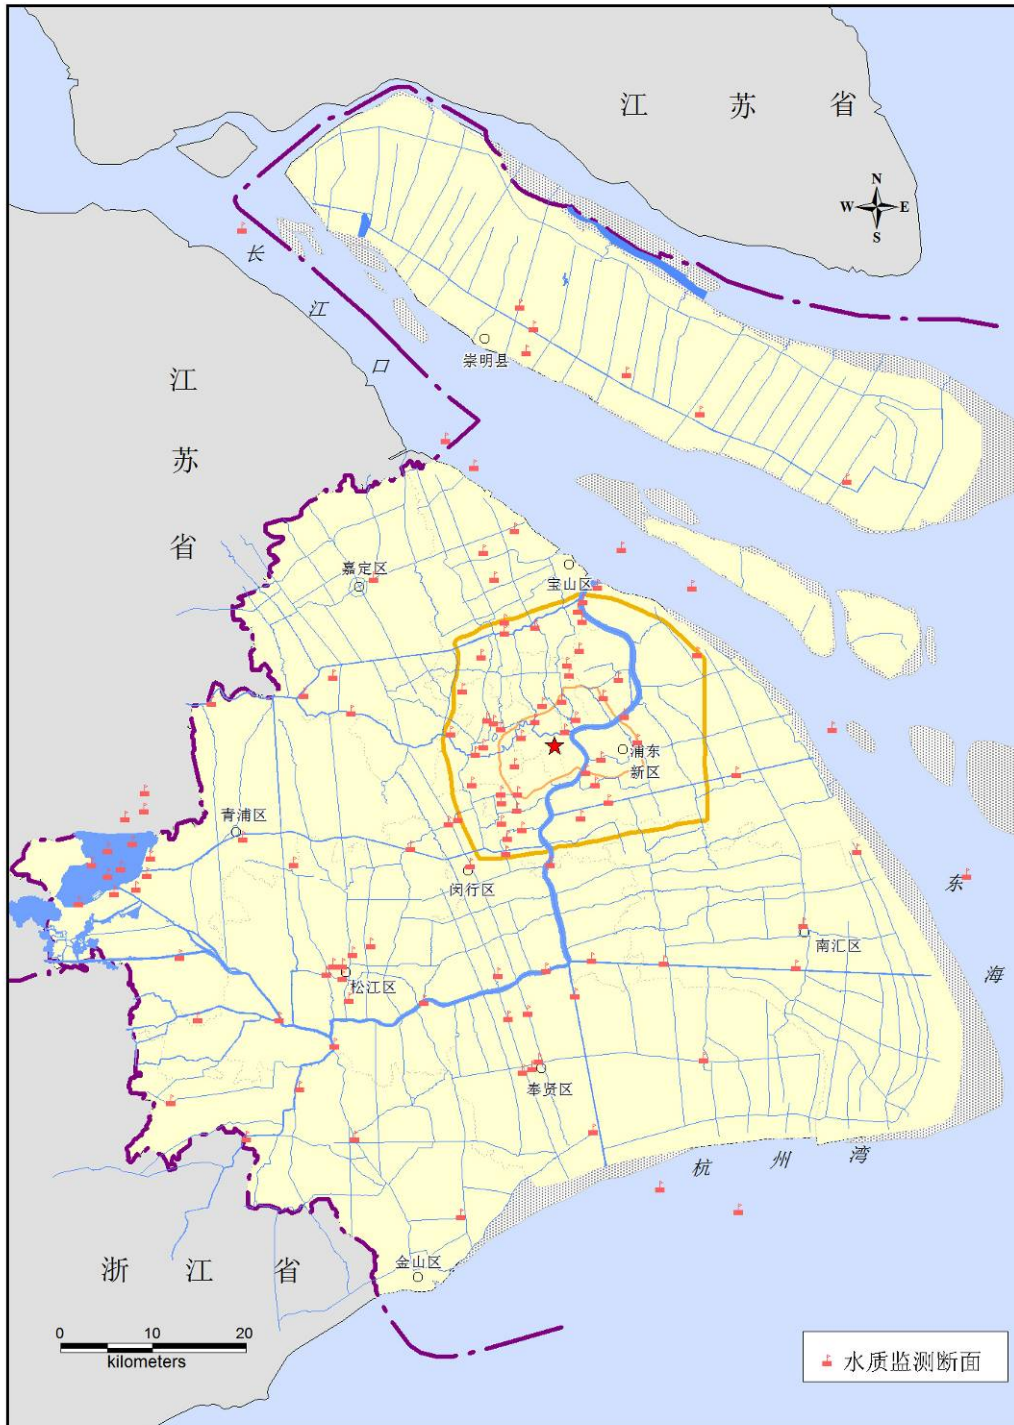 江 苏 省
N
W E
S
长
江
口
崇明县
江
苏
省
嘉定区
宝山区
浦东
新区
青浦区
闵行区
东
海
南汇区
松江区
奉贤区
杭 州 湾
浙 江 省
金山区
0 10 20
kilometers
水质监测断面